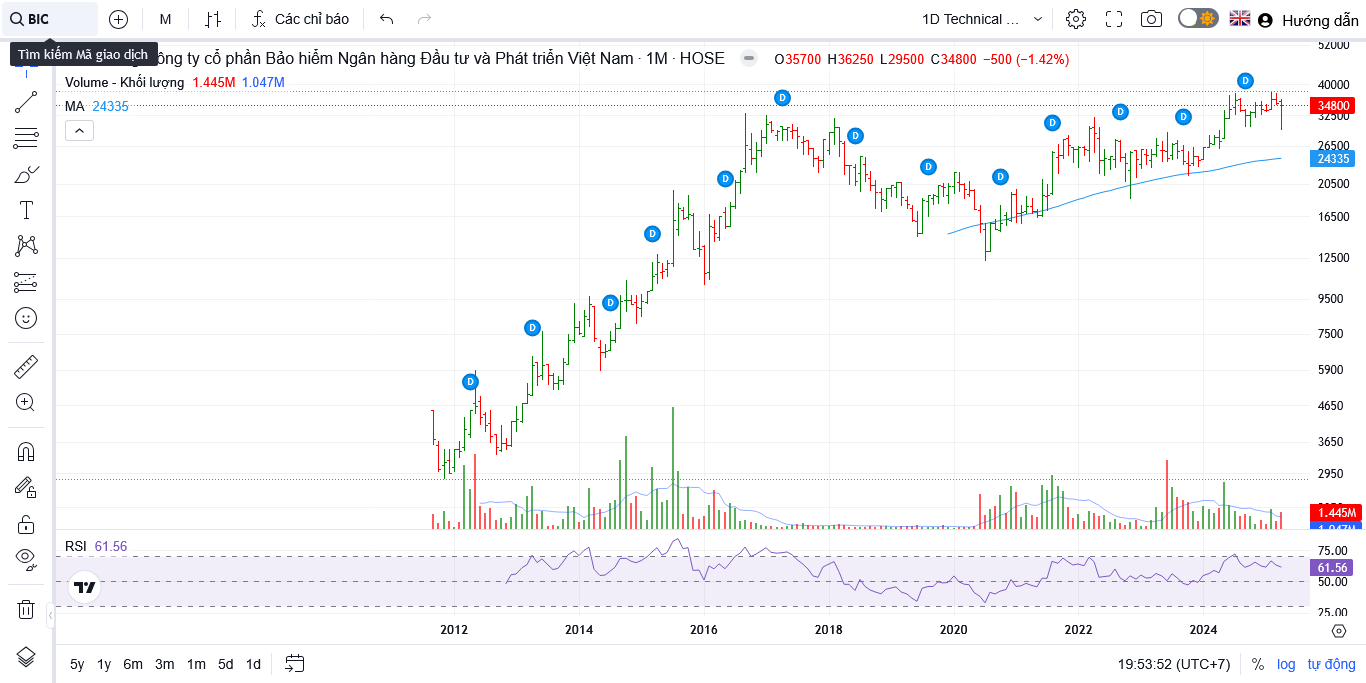 BIC
M
Các chỉ báo
1D Technical ...
Hướng dẫn
Tìm kiếm Mã giao dịch
ông ty cổ phần Bảo hiểm Ngân hàng Đầu tư và Phát triển Việt Nam · 1M · HOSE
O35700 H36250 L29500 C34800 −500 (−1.42%)
Volume - Khối lượng 1.445M 1.047M
MA 24335
52000
40000
34800
32500
26500
24335
20500
16500
12500
9500
7500
5900
4650
3650
2950
1.445M
1.047M
D
D
D
D
D
D
D
D
D
D
D
D
D
RSI 61.56
75.00
61.56
50.00
25.00
2012 2014 2016 2018 2020 2022 2024
5y 1y 6m 3m 1m 5d 1d
19:53:52 (UTC+7) % log tự động